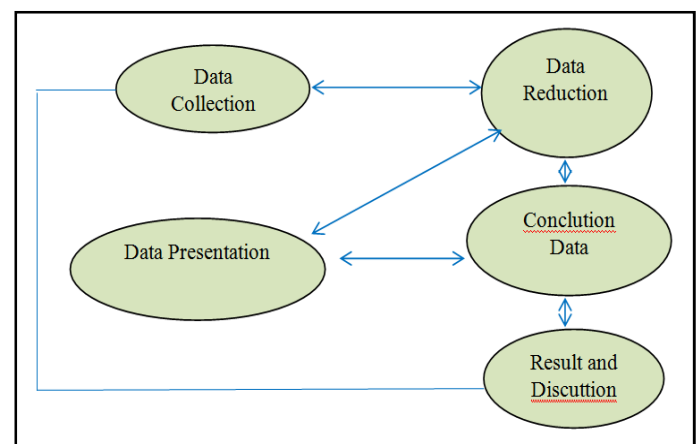 Data
Collection
Data
Reduction
Data Presentation
Conclution
Data
Result and
Discuttion